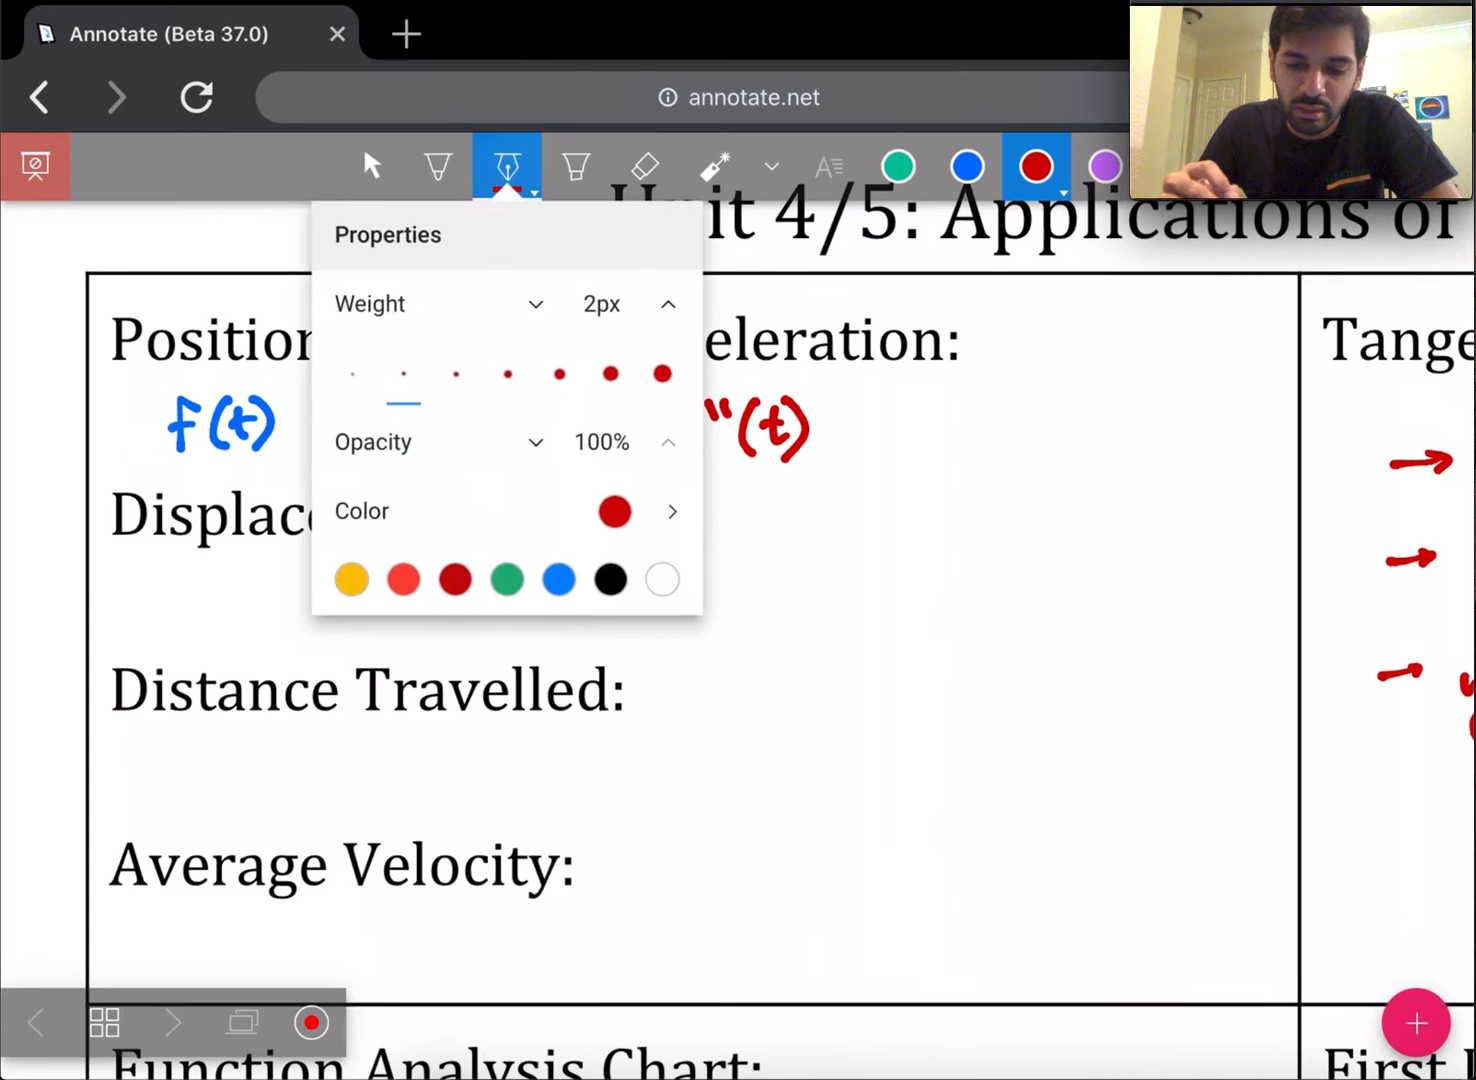 Annotate (Beta 37.0)
annotate.net
Unit 4/5: Applications of
Properties
Weight 2px
Opacity 100%
Color
Position
eleration:
f(t)
"(t)
Displac
Distance Travelled:
Average Velocity:
Function Analysis Chart:
Tange
First